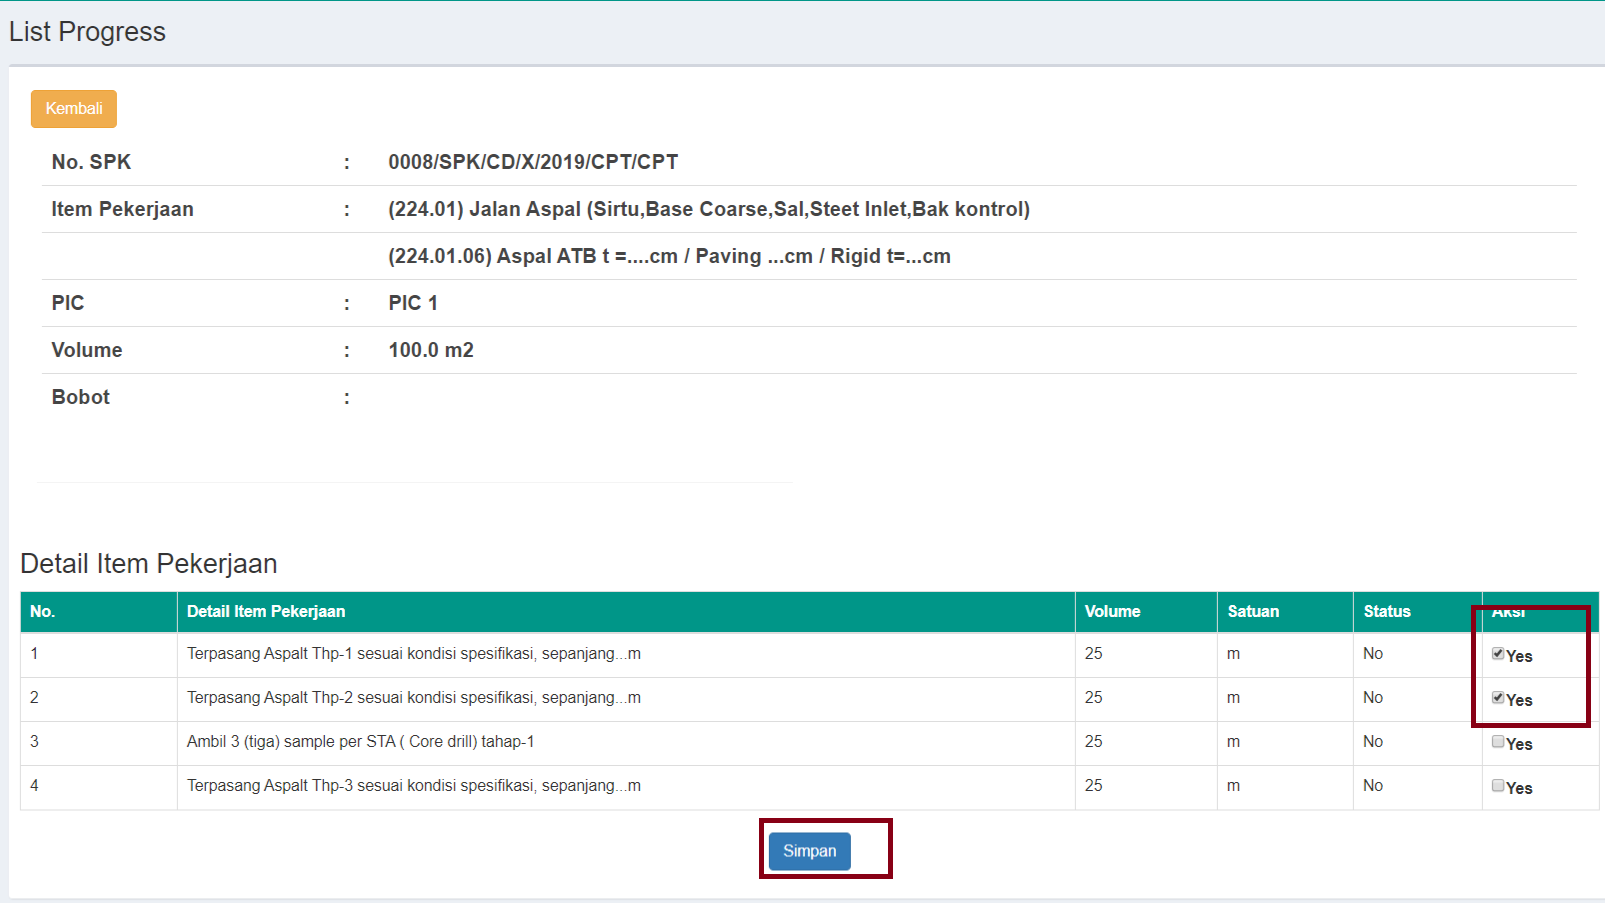 List Progress
Kembali
No. SPK : 0008/SPK/CD/X/2019/CPT/CPT
Item Pekerjaan : (224.01) Jalan Aspal (Sirtu,Base Coarse,Sal,Steet Inlet,Bak kontrol)
(224.01.06) Aspal ATB t =....cm / Paving ...cm / Rigid t=...cm
PIC : PIC 1
Volume : 100.0 m2
Bobot :
Detail Item Pekerjaan
No. Detail Item Pekerjaan Volume Satuan Status Aksi
1 Terpasang Aspalt Thp-1 sesuai kondisi spesifikasi, sepanjang...m 25 m No Yes
2 Terpasang Aspalt Thp-2 sesuai kondisi spesifikasi, sepanjang...m 25 m No Yes
3 Ambil 3 (tiga) sample per STA ( Core drill) tahap-1 25 m No Yes
4 Terpasang Aspalt Thp-3 sesuai kondisi spesifikasi, sepanjang...m 25 m No Yes
Simpan